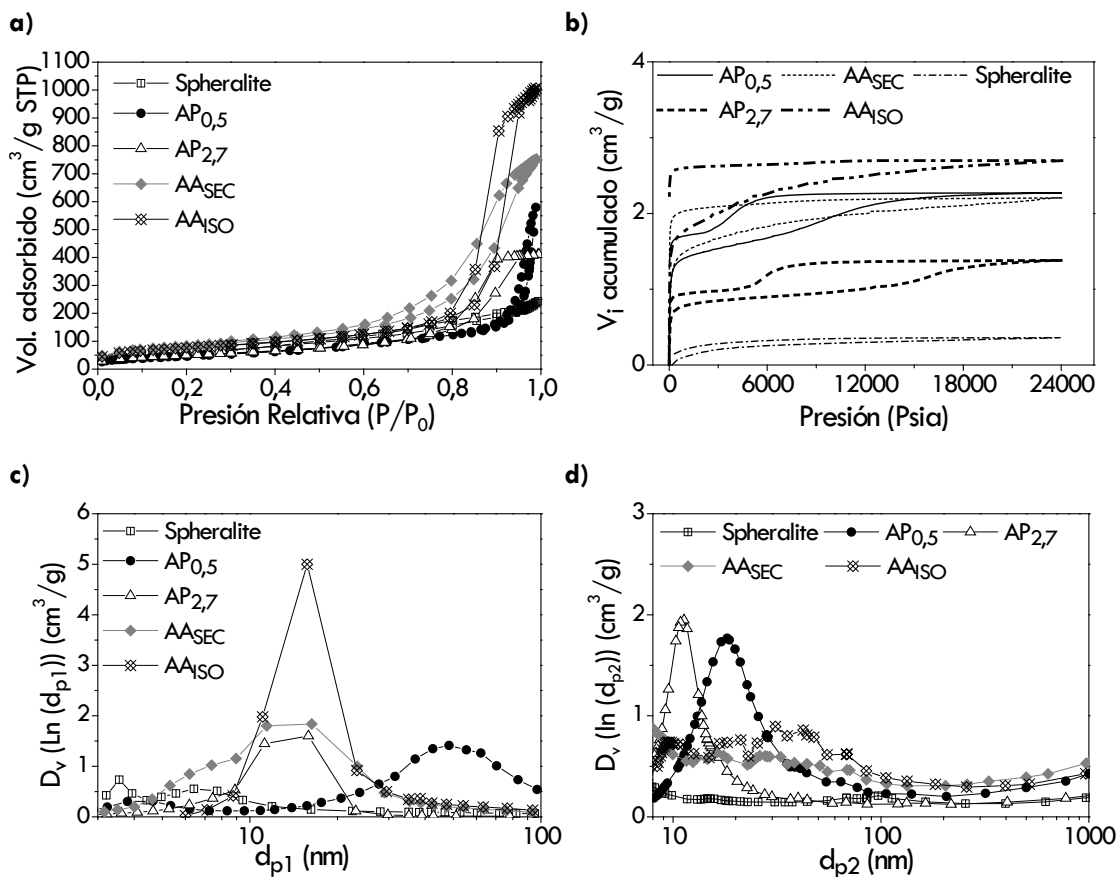 a)
Vol. adsorbido (cm³/g STP)
1100
1000
900
800
700
600
500
400
300
200
100
0
Spheralite
AP0,5
AP2,7
AASEC
AAISO
0,0
0,2
0,4
0,6
0,8
1,0
Presión Relativa (P/P0)
b)
Vi acumulado (cm³/g)
4
2
0
AP0,5
AASEC
Spheralite
AP2,7
AAISO
0
6000
12000
18000
24000
Presión (Psia)
c)
Dv (Ln (dp1)) (cm³/g)
6
5
4
3
2
1
0
Spheralite
AP0,5
AP2,7
AASEC
AAISO
10
100
dp1 (nm)
d)
Dv (ln (dp2)) (cm³/g)
3
2
1
0
Spheralite
AP0,5
AP2,7
AASEC
AAISO
10
100
1000
dp2 (nm)